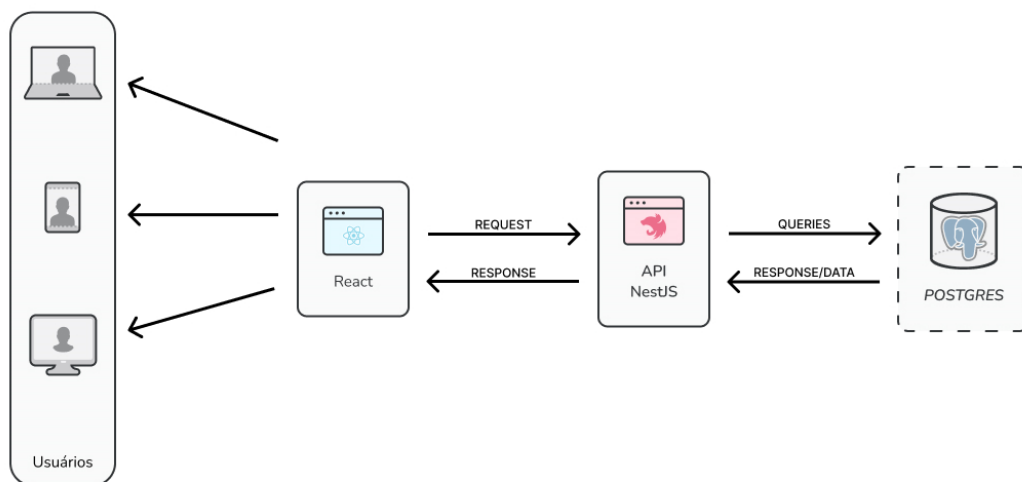 Usuários
React
REQUEST
RESPONSE
API
NestJS
QUERIES
RESPONSE/DATA
POSTGRES